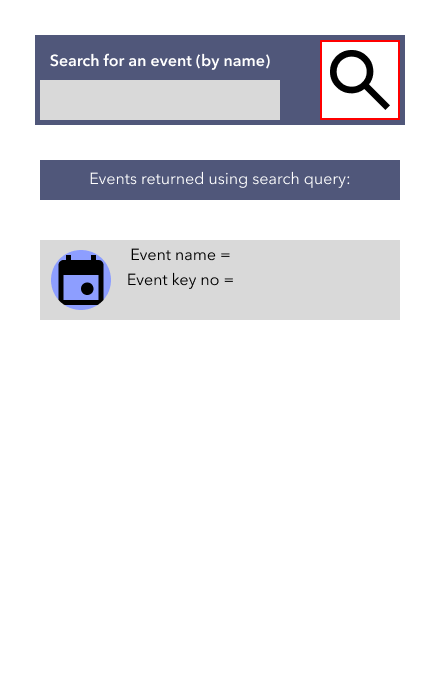 Search for an event (by name)
Events returned using search query:
Event name =
Event key no =